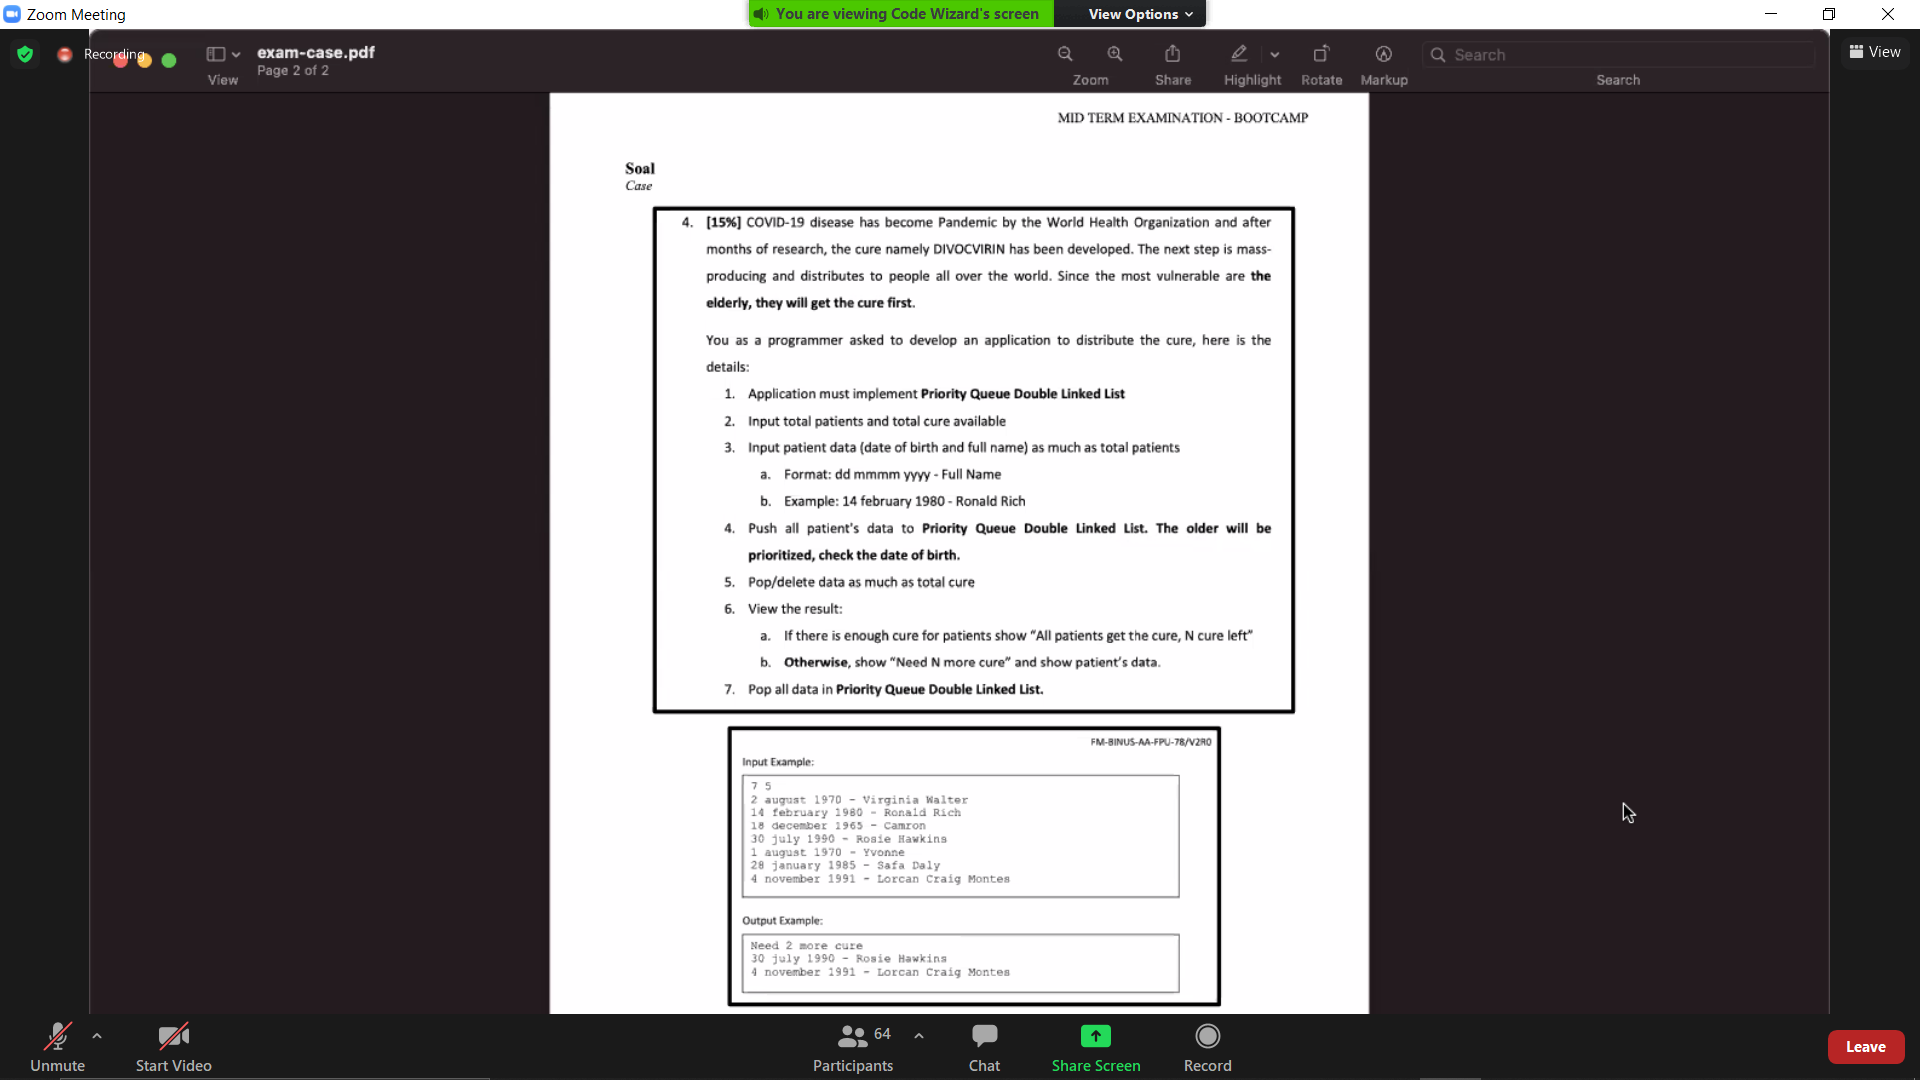 Zoom Meeting
You are viewing Code Wizard's screen
View Options
Recording
View
exam-case.pdf
Page 2 of 2
Zoom
Share
Highlight
Rotate
Markup
Search
Search
View
MID TERM EXAMINATION - BOOTCAMP
Soal
Case
4. [15%] COVID-19 disease has become Pandemic by the World Health Organization and after
months of research, the cure namely DIVOCVIRIN has been developed. The next step is mass-
producing and distributes to people all over the world. Since the most vulnerable are the
elderly, they will get the cure first.
You as a programmer asked to develop an application to distribute the cure, here is the
details:
1. Application must implement Priority Queue Double Linked List
2. Input total patients and total cure available
3. Input patient data (date of birth and full name) as much as total patients
a. Format: dd mmmm yyyy - Full Name
b. Example: 14 february 1980 - Ronald Rich
4. Push all patient's data to Priority Queue Double Linked List. The older will be
prioritized, check the date of birth.
5. Pop/delete data as much as total cure
6. View the result:
a. If there is enough cure for patients show “All patients get the cure, N cure left”
b. Otherwise, show “Need N more cure” and show patient's data.
7. Pop all data in Priority Queue Double Linked List.
FM-BINUS-AA-FPU-78/V2R0
Input Example:
7 5
2 august 1970 - Virginia Walter
14 february 1980 - Ronald Rich
18 december 1965 - Camron
30 july 1990 - Rosie Hawkins
1 august 1970 - Yvonne
28 january 1985 - Safa Daly
4 november 1991 - Lorcan Craig Montes
Output Example:
Need 2 more cure
30 july 1990 - Rosie Hawkins
4 november 1991 - Lorcan Craig Montes
Unmute
Start Video
64
Participants
Chat
Share Screen
Record
Leave